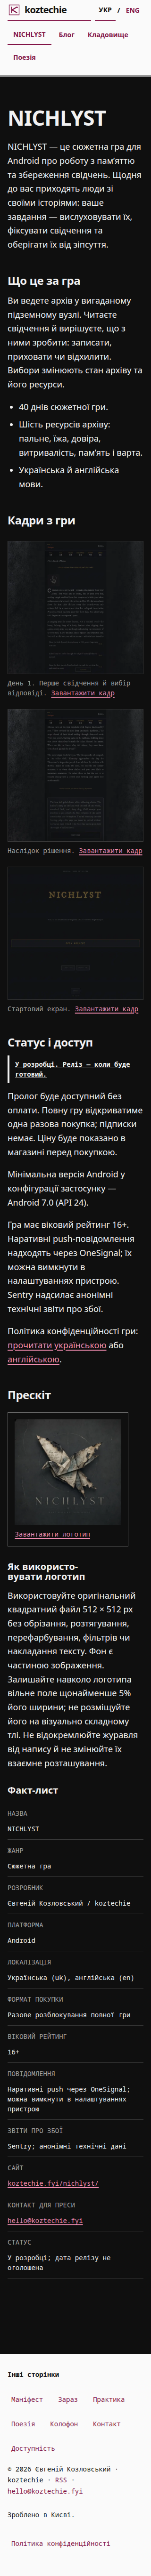 koztechie
УКР / ENG
NICHLYST Блог Кладовище
Поезія
NICHLYST
NICHLYST — це сюжетна гра для
Android про роботу з пам’яттю
та збереження свідчень. Щодня
до вас приходять люди зі
своїми історіями: ваше
завдання — вислуховувати їх,
фіксувати свідчення та
оберігати їх від зіпсуття.
Що це за гра
Ви ведете архів у вигаданому
підземному вузлі. Читаєте
свідчення й вирішуєте, що з
ними зробити: записати,
приховати чи відхилити.
Вибори змінюють стан архіву та
його ресурси.
40 днів сюжетної гри.
Шість ресурсів архіву:
пальне, їжа, довіра,
витривалість, пам’ять і варта.
Українська й англійська
мови.
Кадри з гри
День 1. Перше свідчення й вибір
відповіді. Завантажити кадр
Наслідок рішення. Завантажити кадр
NICHLYST
Стартовий екран. Завантажити кадр
Статус і доступ
У розробці. Реліз — коли буде
готовий.
Пролог буде доступний без
оплати. Повну гру відкриватиме
одна разова покупка; підписки
немає. Ціну буде показано в
магазині перед покупкою.
Мінімальна версія Android у
конфігурації застосунку —
Android 7.0 (API 24).
Гра має віковий рейтинг 16+.
Наративні push-повідомлення
надходять через OneSignal; їх
можна вимкнути в
налаштуваннях пристрою.
Sentry надсилає анонімні
технічні звіти про збої.
Політика конфіденційності гри:
прочитати українською або
англійською.
Прескіт
NICHLYST
Завантажити логотип
Як використо-
вувати логотип
Використовуйте оригінальний
квадратний файл 512 × 512 px
без обрізання, розтягування,
перефарбування, фільтрів чи
накладання тексту. Фон є
частиною зображення.
Залишайте навколо логотипа
вільне поле щонайменше 5%
його ширини; не розміщуйте
його на візуально складному
тлі. Не відокремлюйте журавля
від напису й не змінюйте їх
взаємне розташування.
Факт-лист
НАЗВА
NICHLYST
ЖАНР
Сюжетна гра
РОЗРОБНИК
Євгеній Козловський / koztechie
ПЛАТФОРМА
Android
ЛОКАЛІЗАЦІЯ
Українська (uk), англійська (en)
ФОРМАТ ПОКУПКИ
Разове розблокування повної гри
ВІКОВИЙ РЕЙТИНГ
16+
ПОВІДОМЛЕННЯ
Наративні push через OneSignal;
можна вимкнути в налаштуваннях
пристрою
ЗВІТИ ПРО ЗБОЇ
Sentry; анонімні технічні дані
САЙТ
koztechie.fyi/nichlyst/
КОНТАКТ ДЛЯ ПРЕСИ
hello@koztechie.fyi
СТАТУС
У розробці; дата релізу не
оголошена
Інші сторінки
Маніфест Зараз Практика
Поезія Колофон Контакт
Доступність
© 2026 Євгеній Козловський ·
koztechie · RSS ·
hello@koztechie.fyi
Зроблено в Києві.
Політика конфіденційності